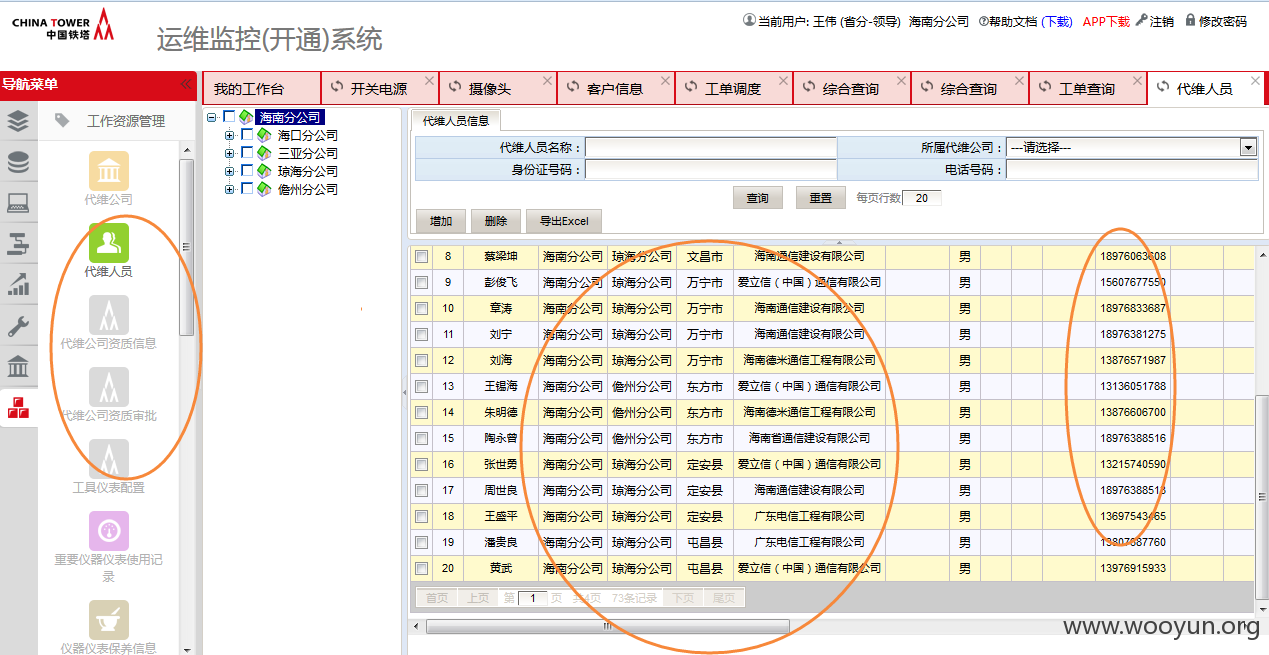 CHINA TOWER
中国铁塔
运维监控(开通)系统
当前用户: 王伟 (省分-领导) 海南分公司 帮助文档 (下载) APP下载 注销 修改密码
导航菜单
我的工作台 开关电源 摄像头 客户信息 工单调度 综合查询 综合查询 工单查询 代维人员
工作资源管理
代维公司
代维人员
代维公司资质信息
代维公司资质审批
工具仪表配置
重要仪器仪表使用记
录
仪器仪表保养信息
海南分公司
海口分公司
三亚分公司
琼海分公司
儋州分公司
代维人员信息
代维人员名称: 所属代维公司: ---请选择---
身份证号码: 电话号码:
查询 重置 每页行数 20
增加 删除 导出Excel
8 蔡梁坤 海南分公司 琼海分公司 文昌市 海南通信建设有限公司 男 18976063608
9 彭俊飞 海南分公司 琼海分公司 万宁市 爱立信（中国）通信有限公司 男 15607677550
10 章涛 海南分公司 琼海分公司 万宁市 海南通信建设有限公司 男 18976833687
11 刘宁 海南分公司 琼海分公司 万宁市 海南通信建设有限公司 男 18976381275
12 刘海 海南分公司 琼海分公司 万宁市 海南德米通信工程有限公司 男 13876571987
13 王锡海 海南分公司 儋州分公司 东方市 爱立信（中国）通信有限公司 男 13136051788
14 朱明德 海南分公司 儋州分公司 东方市 海南德米通信工程有限公司 男 13876606700
15 陶永曾 海南分公司 儋州分公司 东方市 海南省通信建设有限公司 男 18976388516
16 张世勇 海南分公司 琼海分公司 定安县 爱立信（中国）通信有限公司 男 13215740590
17 周世良 海南分公司 琼海分公司 定安县 海南通信建设有限公司 男 18976388518
18 王盛平 海南分公司 琼海分公司 定安县 广东电信工程有限公司 男 13697543465
19 潘贵良 海南分公司 琼海分公司 屯昌县 广东电信工程有限公司 男 13807887760
20 黄武 海南分公司 琼海分公司 屯昌县 爱立信（中国）通信有限公司 男 13976915933
首页 上页 第 1 页 共4页 73条记录 下页 尾页
www.wooyun.org